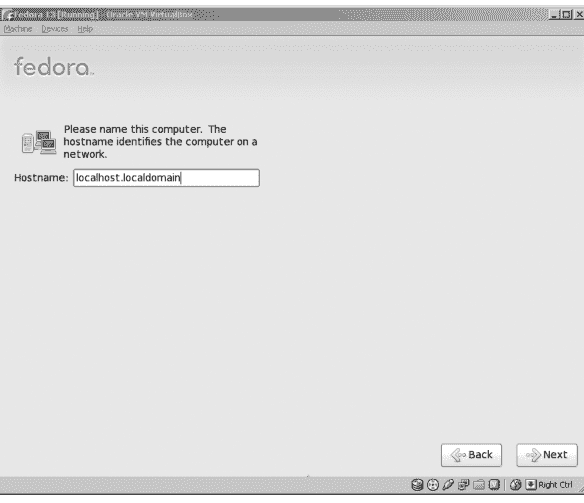 Fedora 13 [Running] - Oracle VM VirtualBox
Machine Devices Help
fedora
Please name this computer. The
hostname identifies the computer on a
network.
Hostname: localhost.localdomain
Back Next
Right Ctrl